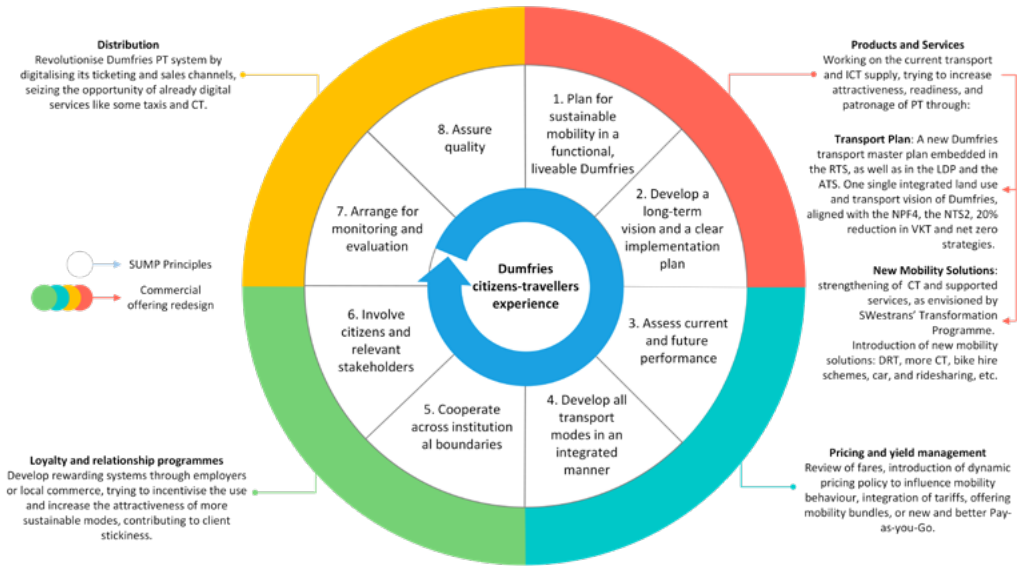 Distribution
Revolutionise Dumfries PT system by
digitalising its ticketing and sales channels,
seizing the opportunity of already digital
services like some taxis and CT.
Products and Services
Working on the current transport
and ICT supply, trying to increase
attractiveness, readiness, and
patronage of PT through:
Transport Plan: A new Dumfries
transport master plan embedded in
the RTS, as well as in the LDP and the
ATS. One single integrated land use
and transport vision of Dumfries,
aligned with the NPF4, the NTS2, 20%
reduction in VKT and net zero
strategies.
New Mobility Solutions:
strengthening of CT and supported
services, as envisioned by
SWestrans' Transformation
Programme.
Introduction of new mobility
solutions: DRT, more CT, bike hire
schemes, car, and ridesharing, etc.
1. Plan for
sustainable
mobility in a
functional,
liveable Dumfries
2. Develop a
long-term
vision and a clear
implementation
plan
3. Assess current
and future
performance
4. Develop all
transport
modes in an
integrated
manner
5. Cooperate
across institution
al boundaries
6. Involve
citizens and
relevant
stakeholders
7. Arrange for
monitoring and
evaluation
8. Assure
quality
Dumfries
citizens-travellers
experience
SUMP Principles
Commercial
offering redesign
Loyalty and relationship programmes
Develop rewarding systems through employers
or local commerce, trying to incentivise the use
and increase the attractiveness of more
sustainable modes, contributing to client
stickiness.
Pricing and yield management
Review of fares, introduction of dynamic
pricing policy to influence mobility
behaviour, integration of tariffs, offering
mobility bundles, or new and better Pay-
as-you-Go.